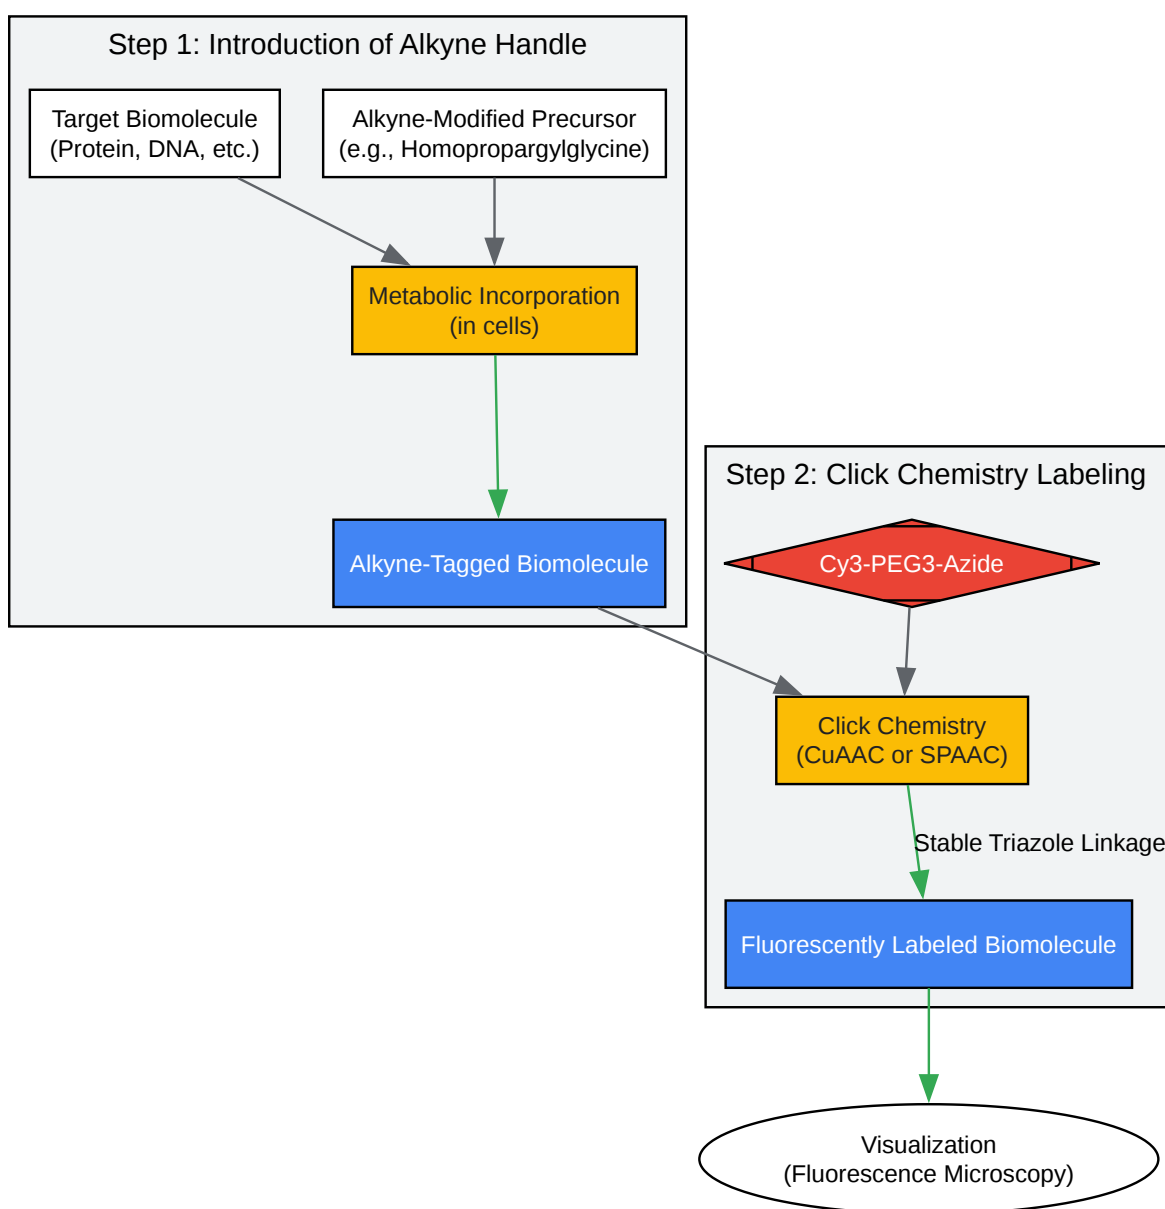 Step 1: Introduction of Alkyne Handle
Target Biomolecule
(Protein, DNA, etc.)
Alkyne-Modified Precursor
(e.g., Homopropargylglycine)
Metabolic Incorporation
(in cells)
Alkyne-Tagged Biomolecule
Step 2: Click Chemistry Labeling
Cy3-PEG3-Azide
Click Chemistry
(CuAAC or SPAAC)
Stable Triazole Linkage
Fluorescently Labeled Biomolecule
Visualization
(Fluorescence Microscopy)